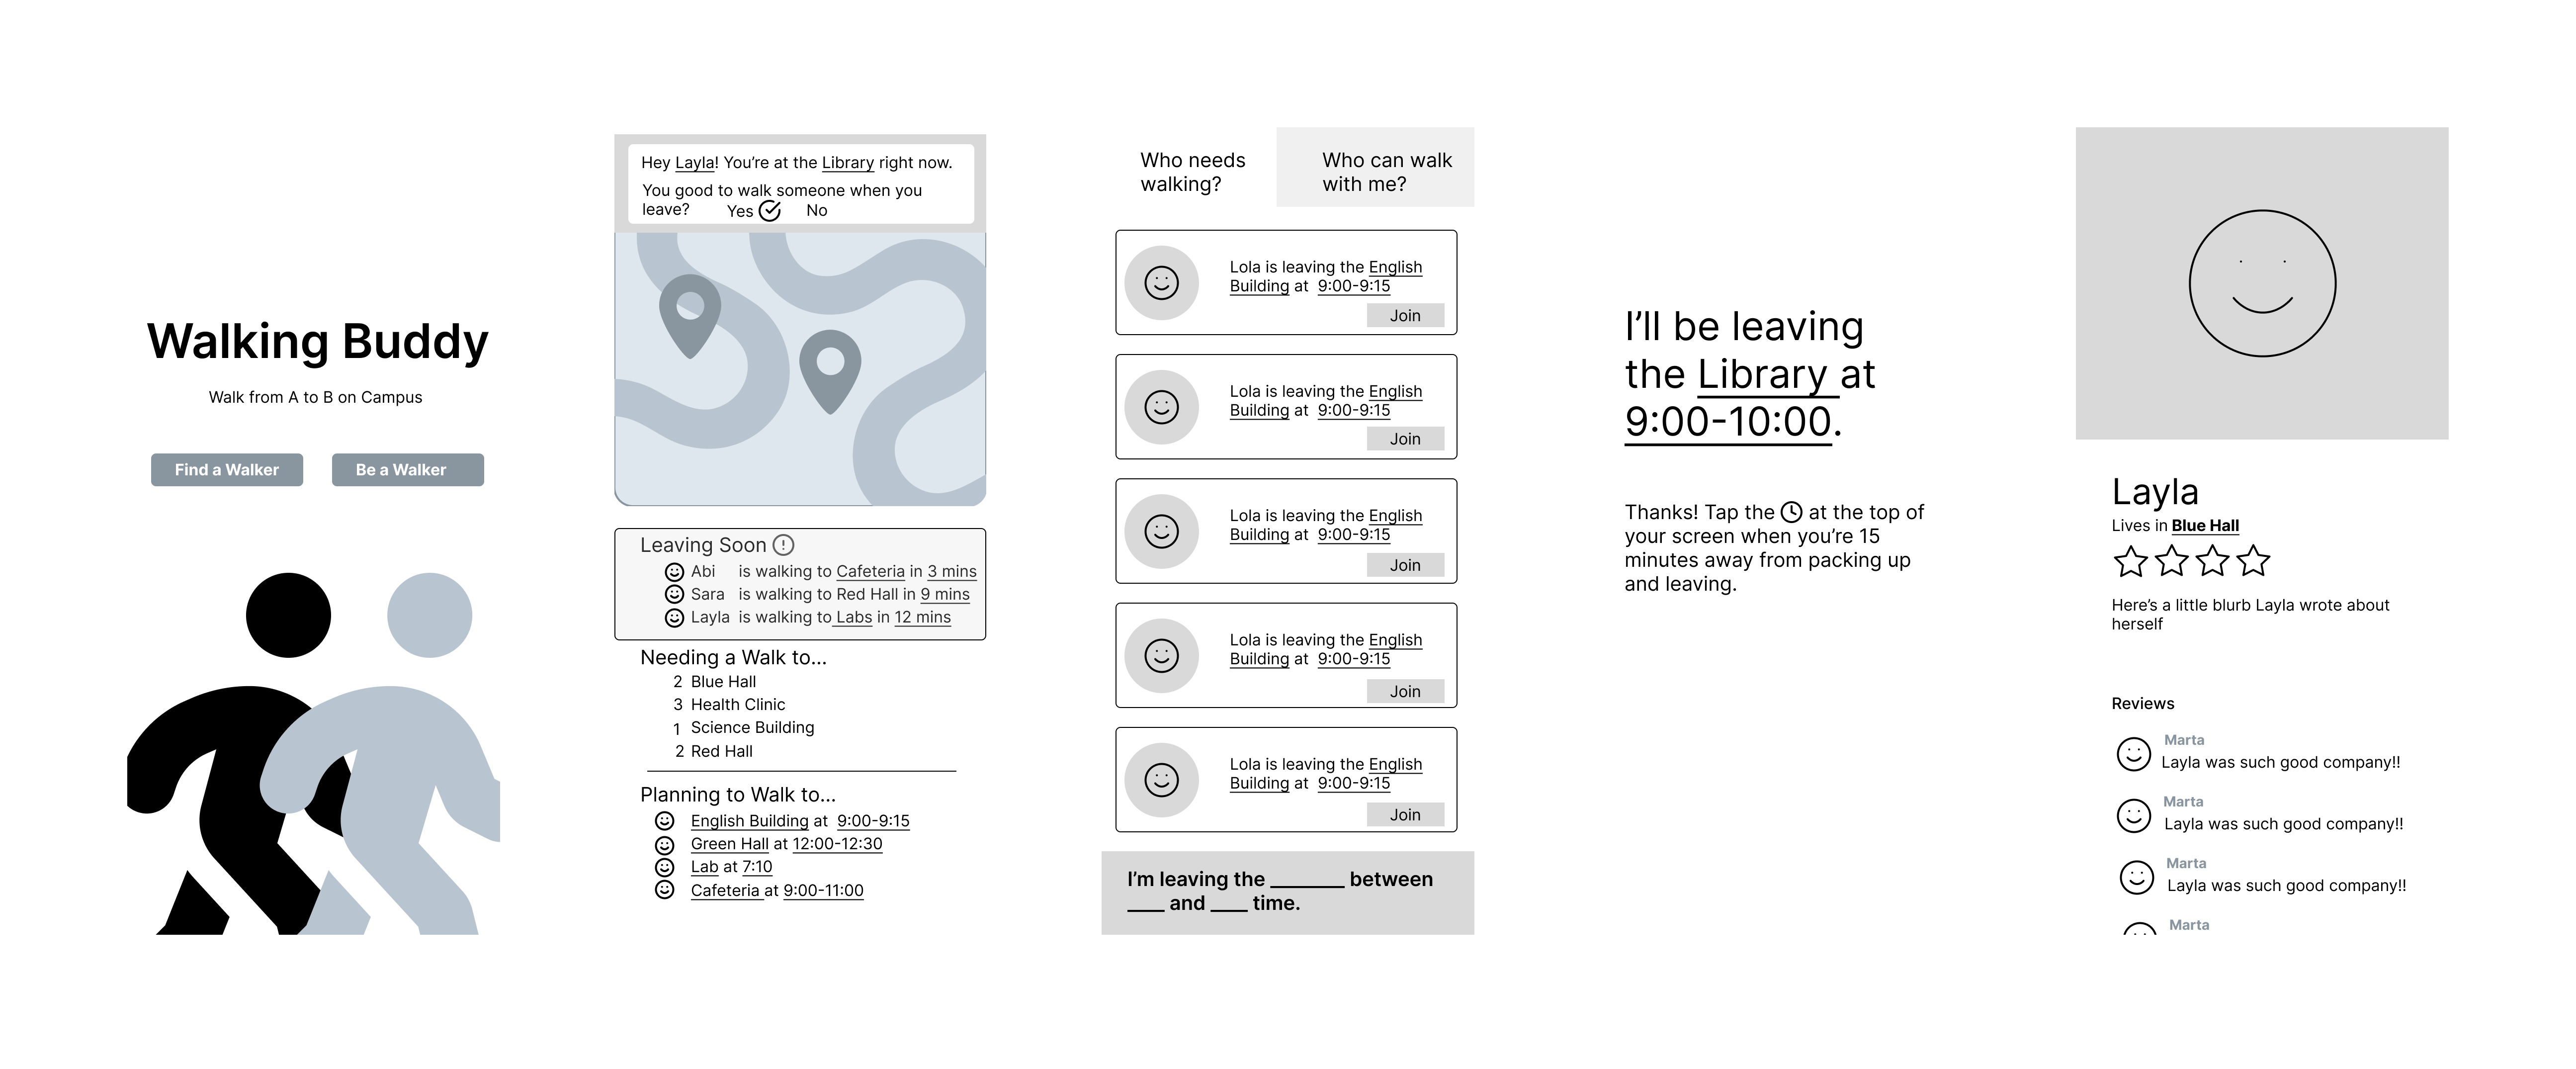 Walking Buddy
Walk from A to B on Campus
Find a Walker
Be a Walker
Hey Layla! You're at the Library right now.
You good to walk someone when you
leave? Yes No
Leaving Soon
Abi is walking to Cafeteria in 3 mins
Sara is walking to Red Hall in 9 mins
Layla is walking to Labs in 12 mins
Needing a Walk to...
2 Blue Hall
3 Health Clinic
1 Science Building
2 Red Hall
Planning to Walk to...
English Building at 9:00-9:15
Green Hall at 12:00-12:30
Lab at 7:10
Cafeteria at 9:00-11:00
Who needs
walking?
Who can walk
with me?
Lola is leaving the English
Building at 9:00-9:15
Join
Lola is leaving the English
Building at 9:00-9:15
Join
Lola is leaving the English
Building at 9:00-9:15
Join
Lola is leaving the English
Building at 9:00-9:15
Join
Lola is leaving the English
Building at 9:00-9:15
Join
I'm leaving the ________ between
____ and ____ time.
I'll be leaving
the Library at
9:00-10:00.
Thanks! Tap the at the top of
your screen when you're 15
minutes away from packing up
and leaving.
Layla
Lives in Blue Hall
Here's a little blurb Layla wrote about
herself
Reviews
Marta
Layla was such good company!!
Marta
Layla was such good company!!
Marta
Layla was such good company!!
Marta